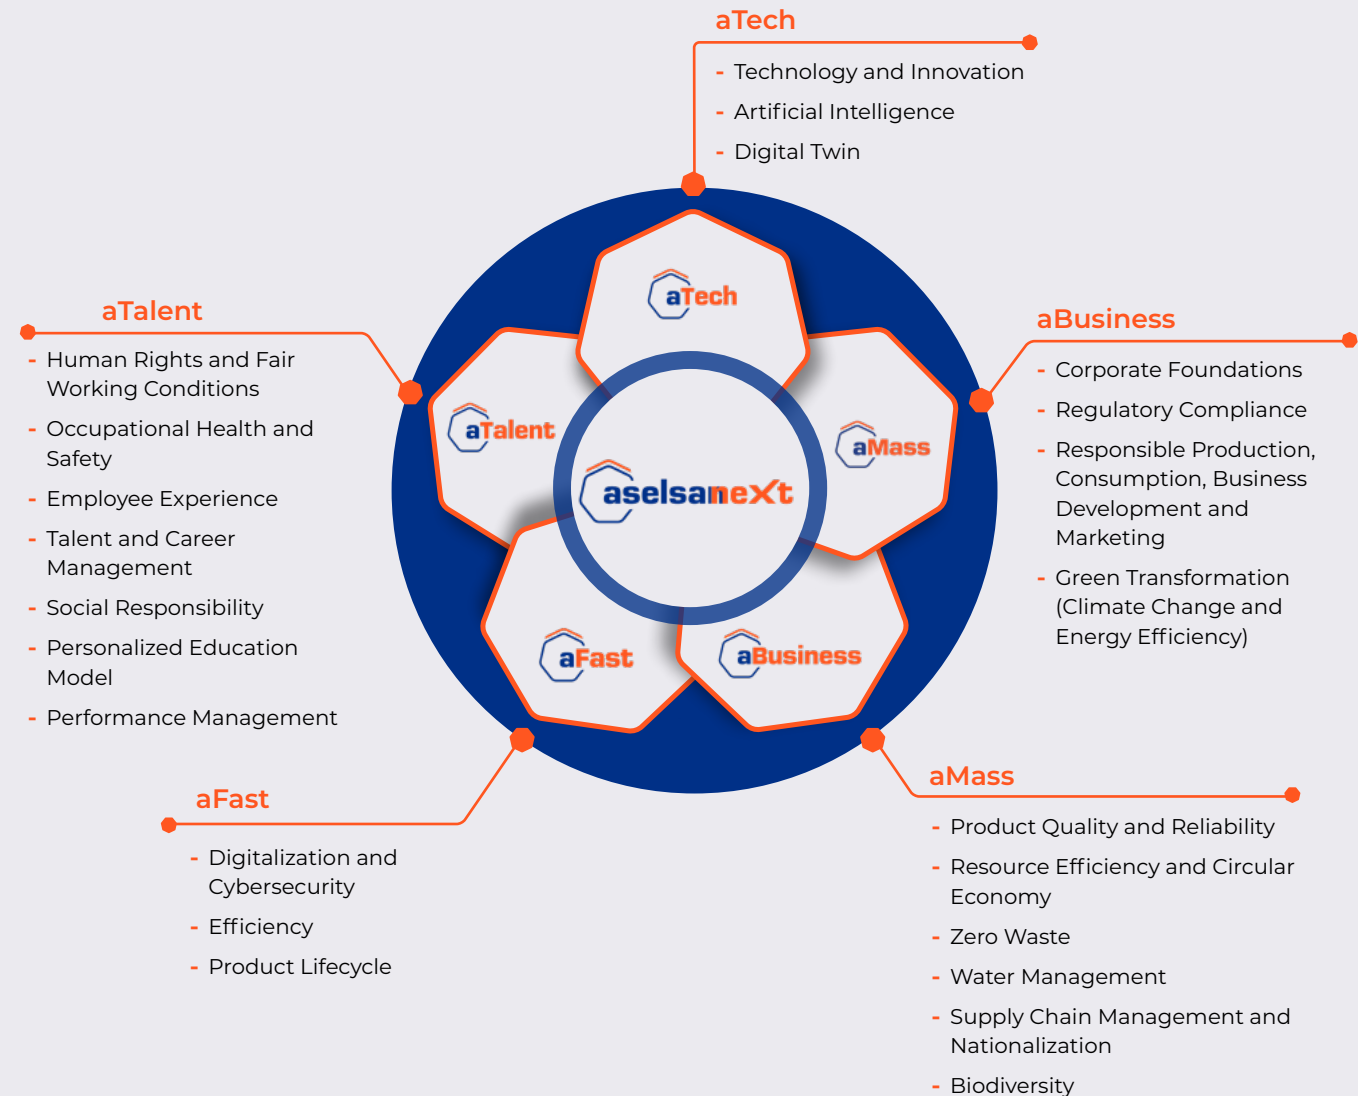 aTech
- Technology and Innovation
- Artificial Intelligence
- Digital Twin
aTalent
- Human Rights and Fair
Working Conditions
- Occupational Health and
Safety
- Employee Experience
- Talent and Career
Management
- Social Responsibility
- Personalized Education
Model
- Performance Management
aBusiness
- Corporate Foundations
- Regulatory Compliance
- Responsible Production,
Consumption, Business
Development and
Marketing
- Green Transformation
(Climate Change and
Energy Efficiency)
aTech
aTalent
aMass
aselsannext
aFast
aBusiness
aFast
- Digitalization and
Cybersecurity
- Efficiency
- Product Lifecycle
aMass
- Product Quality and Reliability
- Resource Efficiency and Circular
Economy
- Zero Waste
- Water Management
- Supply Chain Management and
Nationalization
- Biodiversity